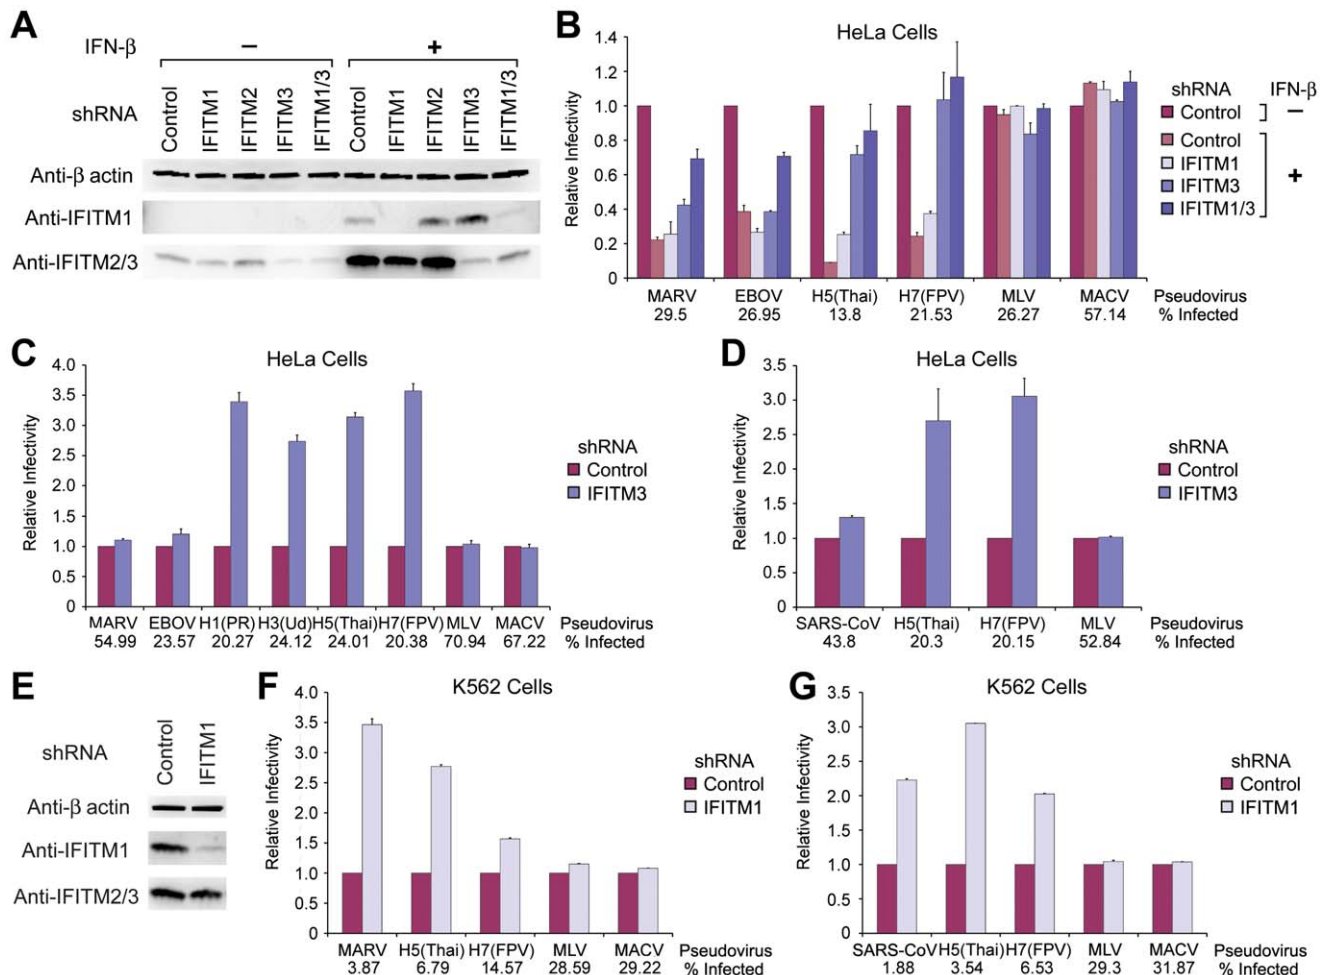 A
IFN-β
− +
shRNA
Control IFITM1 IFITM2 IFITM3 IFITM1/3 Control IFITM1 IFITM2 IFITM3 IFITM1/3
Anti-β actin
Anti-IFITM1
Anti-IFITM2/3
B
HeLa Cells
Relative Infectivity
1.4
1.2
1.0
0.8
0.6
0.4
0.2
0
MARV EBOV H5(Thai) H7(FPV) MLV MACV Pseudovirus
29.5 26.95 13.8 21.53 26.27 57.14 % Infected
shRNA IFN-β
Control −
Control
IFITM1
IFITM3 +
IFITM1/3
C
HeLa Cells
Relative Infectivity
4.0
3.5
3.0
2.5
2.0
1.5
1.0
0.5
0
MARV EBOV H1(PR) H3(Ud) H5(Thai) H7(FPV) MLV MACV Pseudovirus
54.99 23.57 20.27 24.12 24.01 20.38 70.94 67.22 % Infected
shRNA
Control
IFITM3
D
HeLa Cells
Relative Infectivity
3.5
3.0
2.5
2.0
1.5
1.0
0.5
0
SARS-CoV H5(Thai) H7(FPV) MLV Pseudovirus
43.8 20.3 20.15 52.84 % Infected
shRNA
Control
IFITM3
E
shRNA
Control IFITM1
Anti-β actin
Anti-IFITM1
Anti-IFITM2/3
F
K562 Cells
Relative Infectivity
4.0
3.5
3.0
2.5
2.0
1.5
1.0
0.5
0
MARV H5(Thai) H7(FPV) MLV MACV Pseudovirus
3.87 6.79 14.57 28.59 29.22 % Infected
shRNA
Control
IFITM1
G
K562 Cells
Relative Infectivity
3.5
3.0
2.5
2.0
1.5
1.0
0.5
0
SARS-CoV H5(Thai) H7(FPV) MLV MACV Pseudovirus
1.88 3.54 6.53 29.3 31.87 % Infected
shRNA
Control
IFITM1